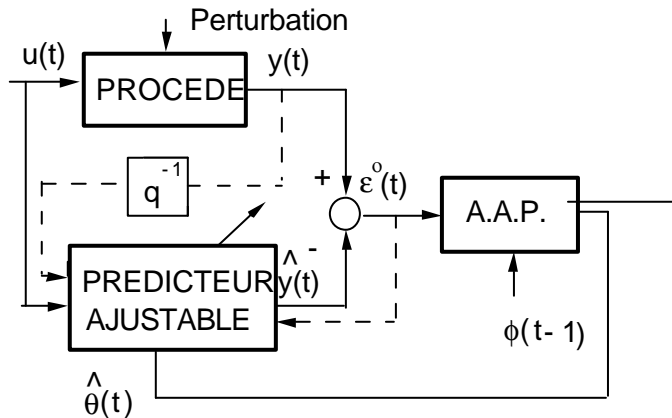 Perturbation
u(t)
y(t)
PROCEDE
q^-1
+
ε°(t)
A.A.P.
-
PREDICTEUR
AJUSTABLE
ŷ(t)
ϕ(t-1)
θ̂(t)